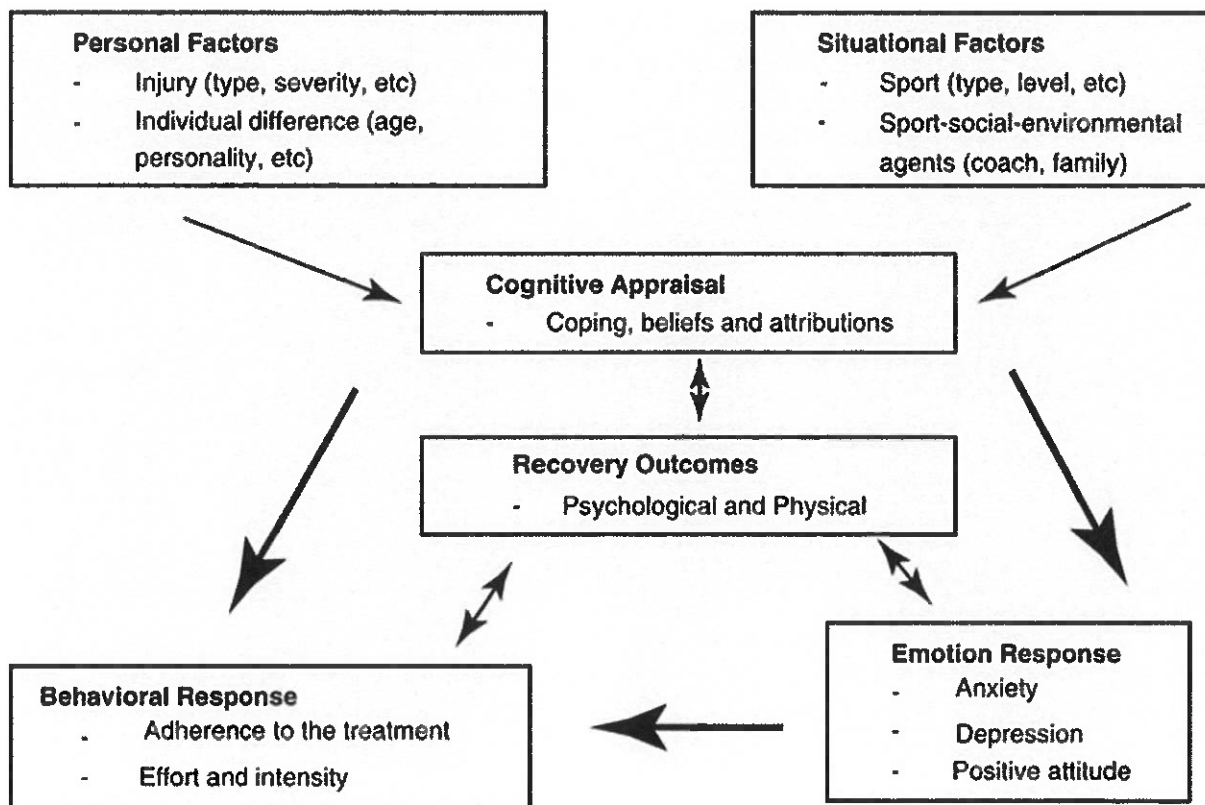 Personal Factors
- Injury (type, severity, etc)
- Individual difference (age,
personality, etc)
Situational Factors
- Sport (type, level, etc)
- Sport-social-environmental
agents (coach, family)
Cognitive Appraisal
- Coping, beliefs and attributions
Recovery Outcomes
- Psychological and Physical
Behavioral Response
- Adherence to the treatment
- Effort and intensity
Emotion Response
- Anxiety
- Depression
- Positive attitude